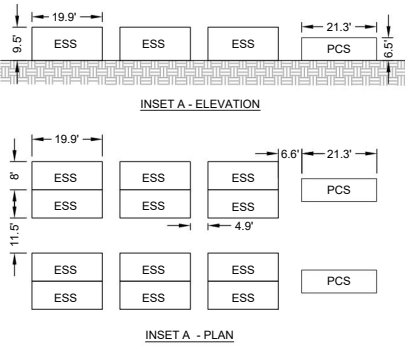 19.9'
21.3'
9.5'
ESS ESS ESS PCS
6.5'
INSET A - ELEVATION
19.9'
6.6' 21.3'
8'
ESS ESS ESS
PCS
ESS ESS ESS
11.5'
4.9'
ESS ESS ESS
PCS
ESS ESS ESS
INSET A - PLAN